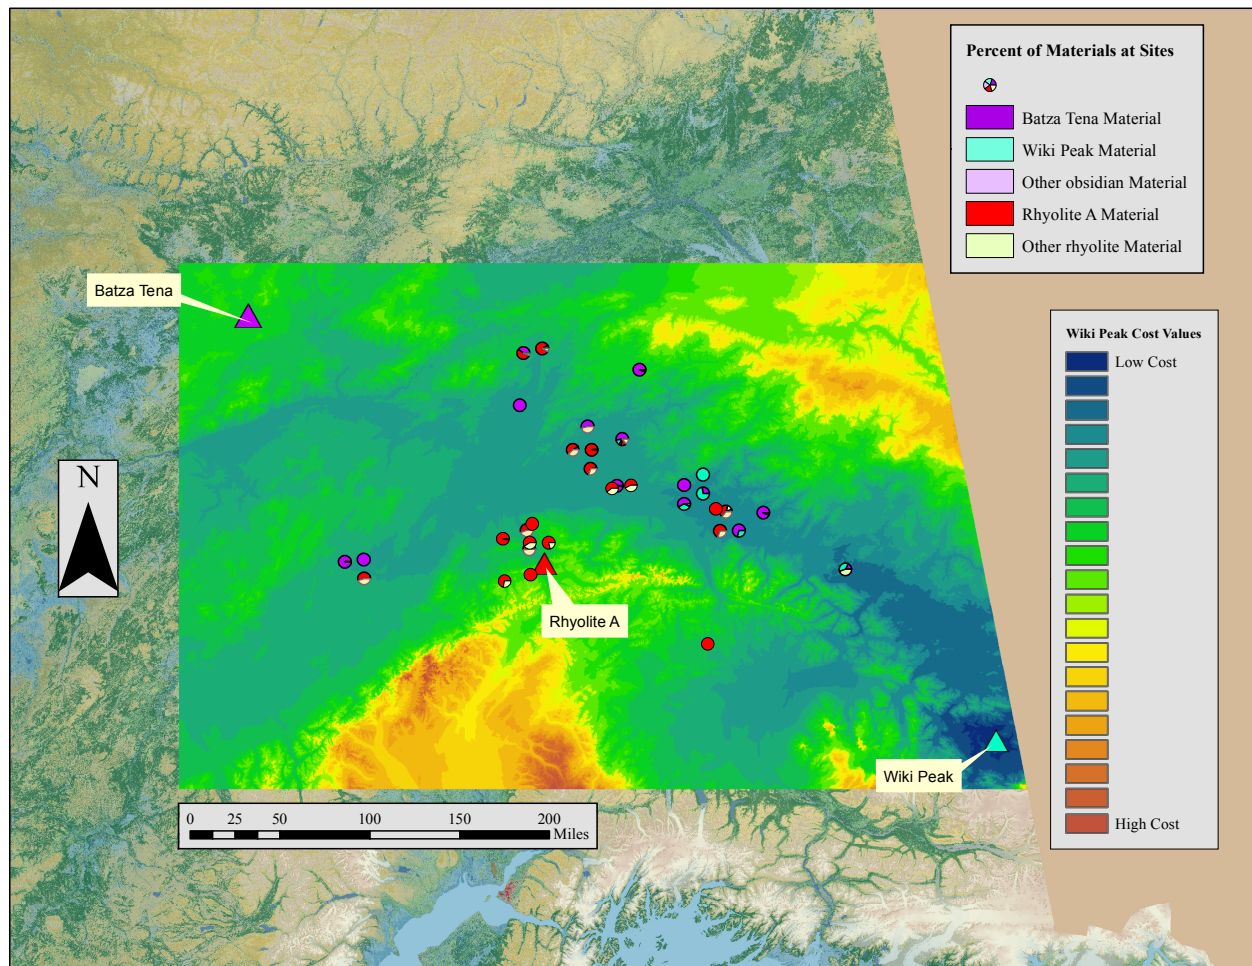 Percent of Materials at Sites
Batza Tena Material
Wiki Peak Material
Other obsidian Material
Rhyolite A Material
Other rhyolite Material
Batza Tena
Wiki Peak Cost Values
Low Cost
High Cost
N
Rhyolite A
Wiki Peak
0 25 50 100 150 200
Miles